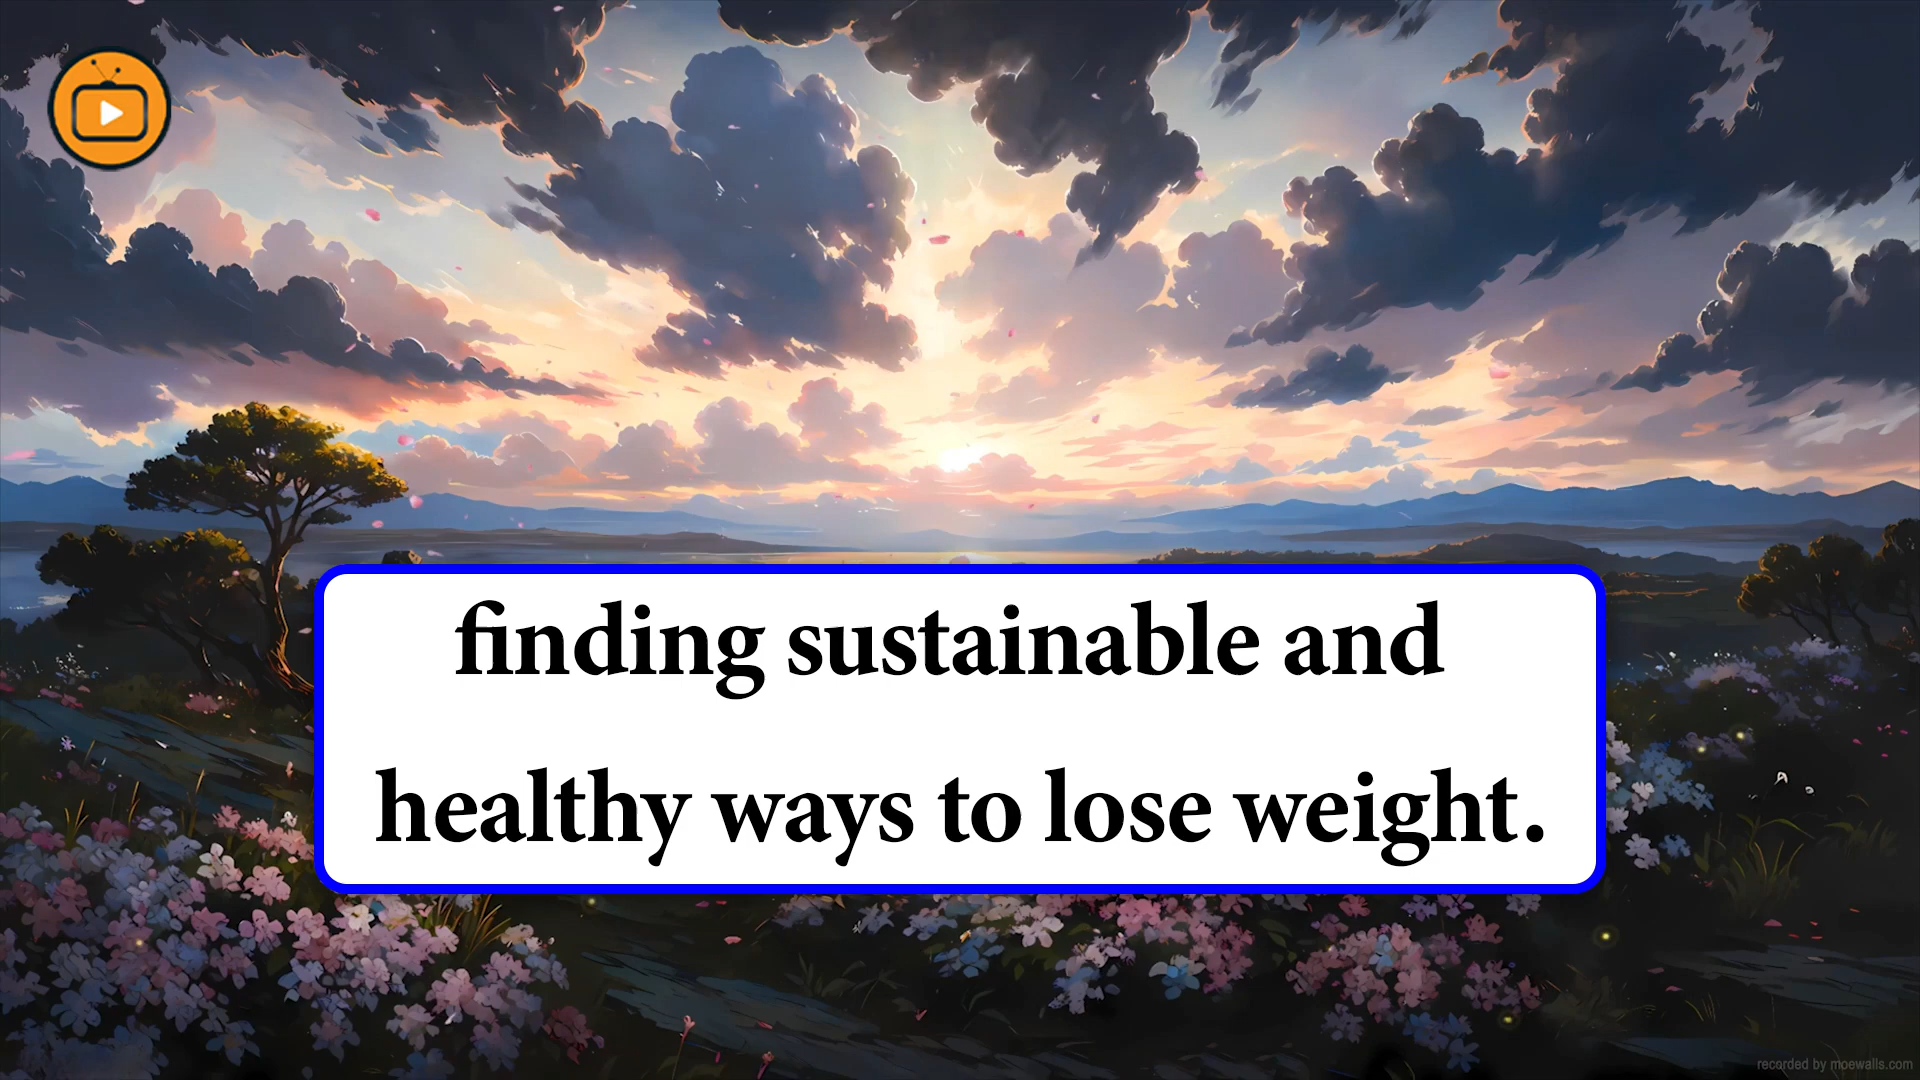 finding sustainable and
healthy ways to lose weight.
recorded by moewalls.com